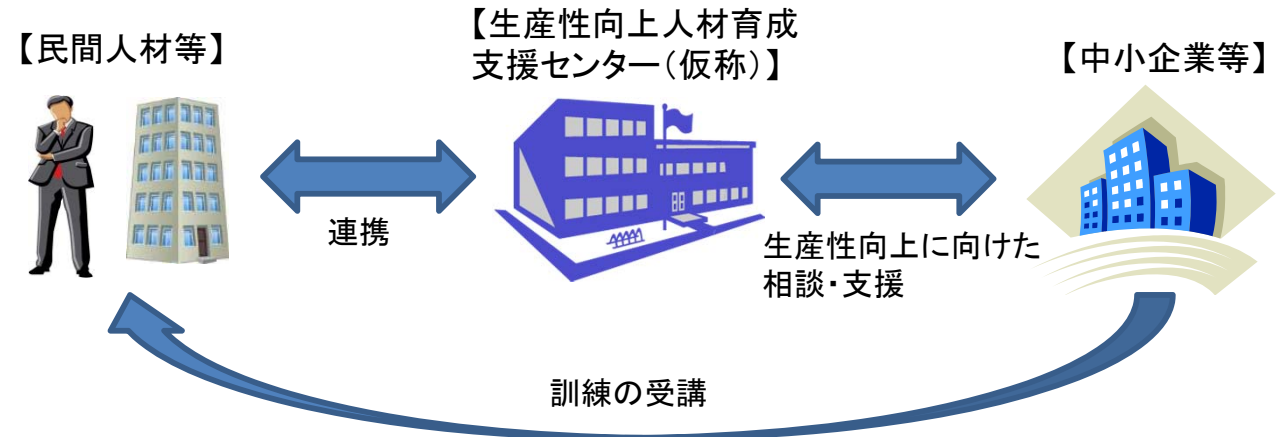 【民間人材等】
【生産性向上人材育成
支援センター（仮称）】
【中小企業等】
連携
生産性向上に向けた
相談・支援
訓練の受講